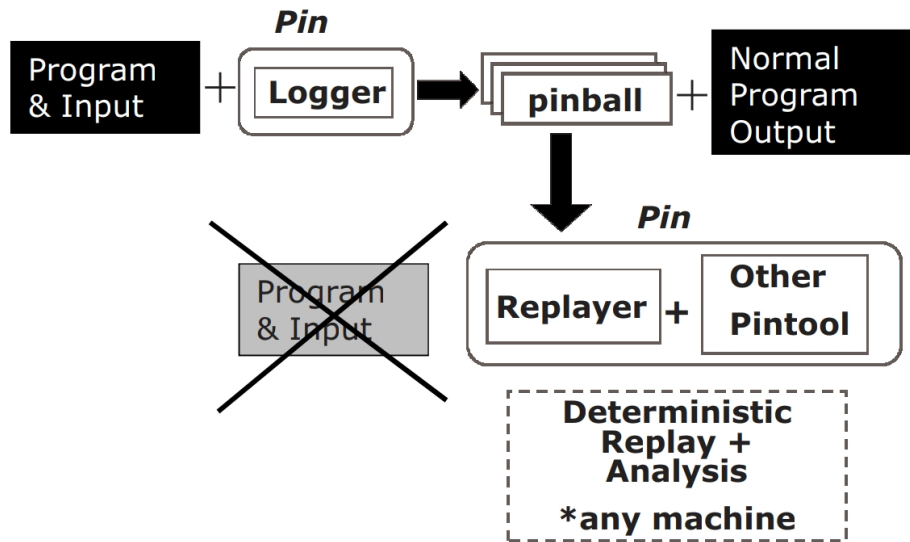 Pin
Program
& Input
+
Logger
pinball
+
Normal
Program
Output
Pin
Program
& Input
Replayer
+
Other
Pintool
Deterministic
Replay +
Analysis
*any machine